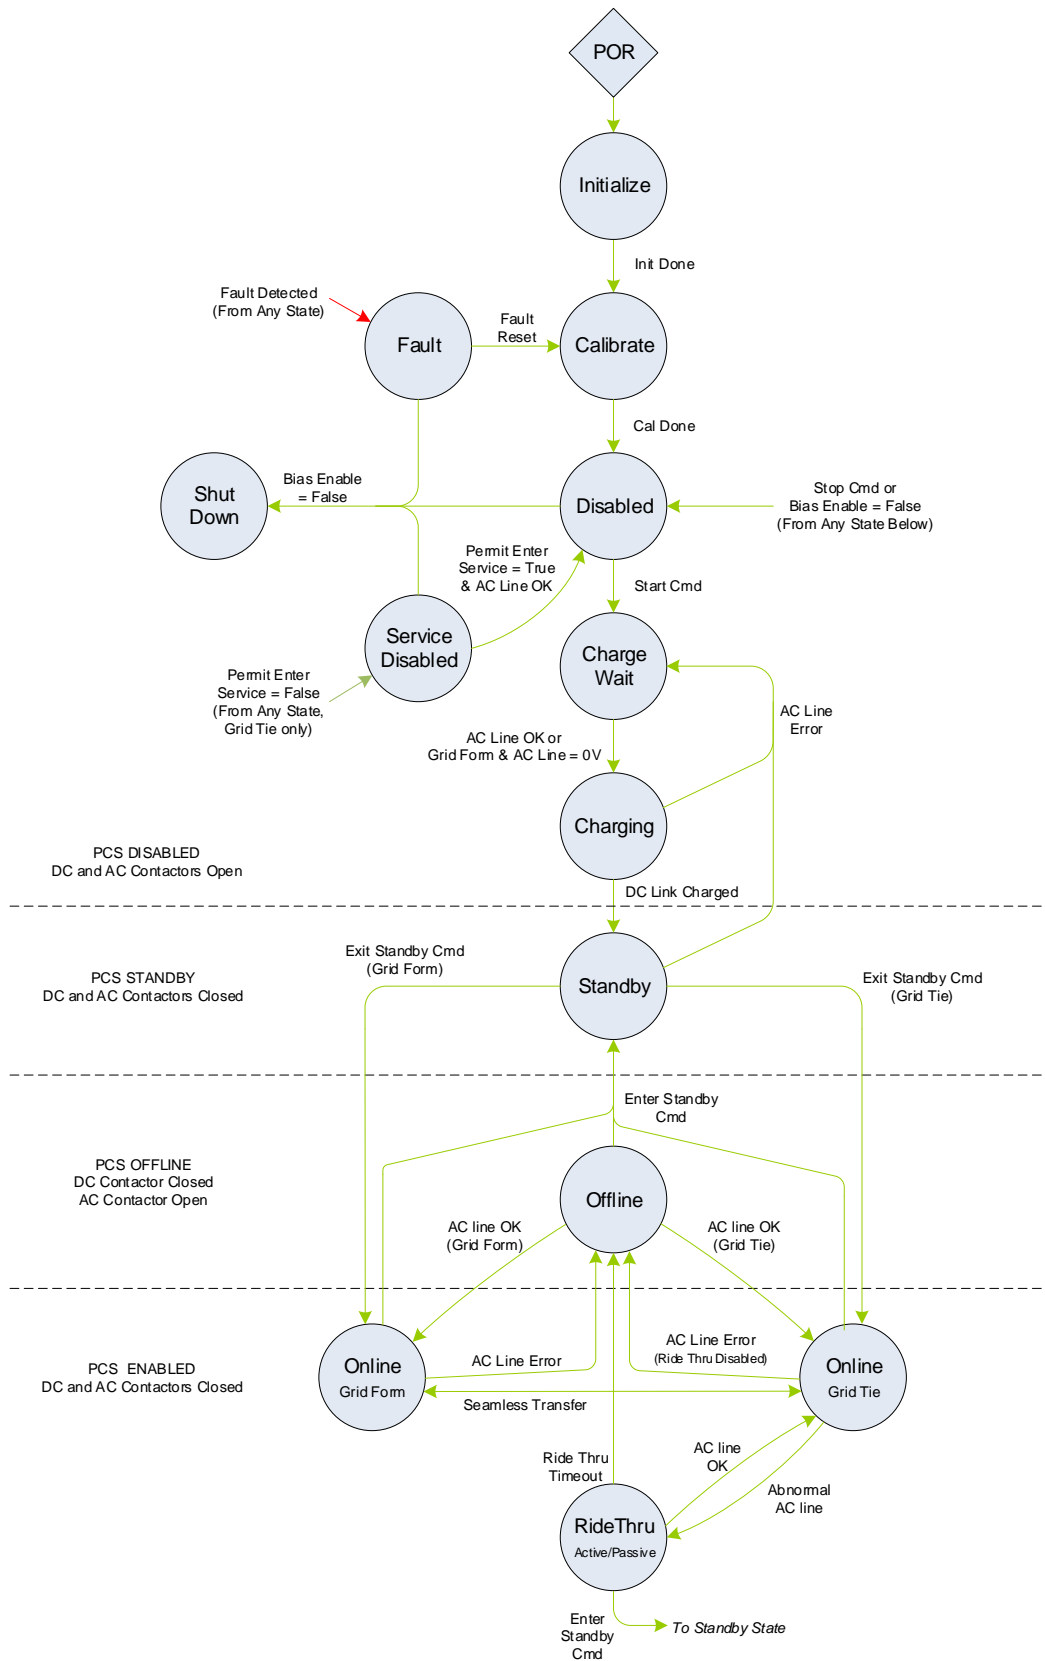 POR
Initialize
Init Done
Fault Detected
(From Any State)
Fault
Fault
Reset
Calibrate
Cal Done
Shut
Down
Bias Enable
= False
Disabled
Stop Cmd or
Bias Enable = False
(From Any State Below)
Permit Enter
Service = True
& AC Line OK
Start Cmd
Service
Disabled
Charge
Wait
Permit Enter
Service = False
(From Any State,
Grid Tie only)
AC Line
Error
AC Line OK or
Grid Form & AC Line = 0V
Charging
PCS DISABLED
DC and AC Contactors Open
DC Link Charged
Exit Standby Cmd
(Grid Form)
PCS STANDBY
DC and AC Contactors Closed
Standby
Exit Standby Cmd
(Grid Tie)
Enter Standby
Cmd
PCS OFFLINE
DC Contactor Closed
AC Contactor Open
Offline
AC line OK
(Grid Form)
AC line OK
(Grid Tie)
PCS ENABLED
DC and AC Contactors Closed
Online
Grid Form
AC Line Error
AC Line Error
(Ride Thru Disabled)
Online
Grid Tie
Seamless Transfer
Ride Thru
Timeout
AC line
OK
Abnormal
AC line
RideThru
Active/Passive
Enter
Standby
Cmd
To Standby State